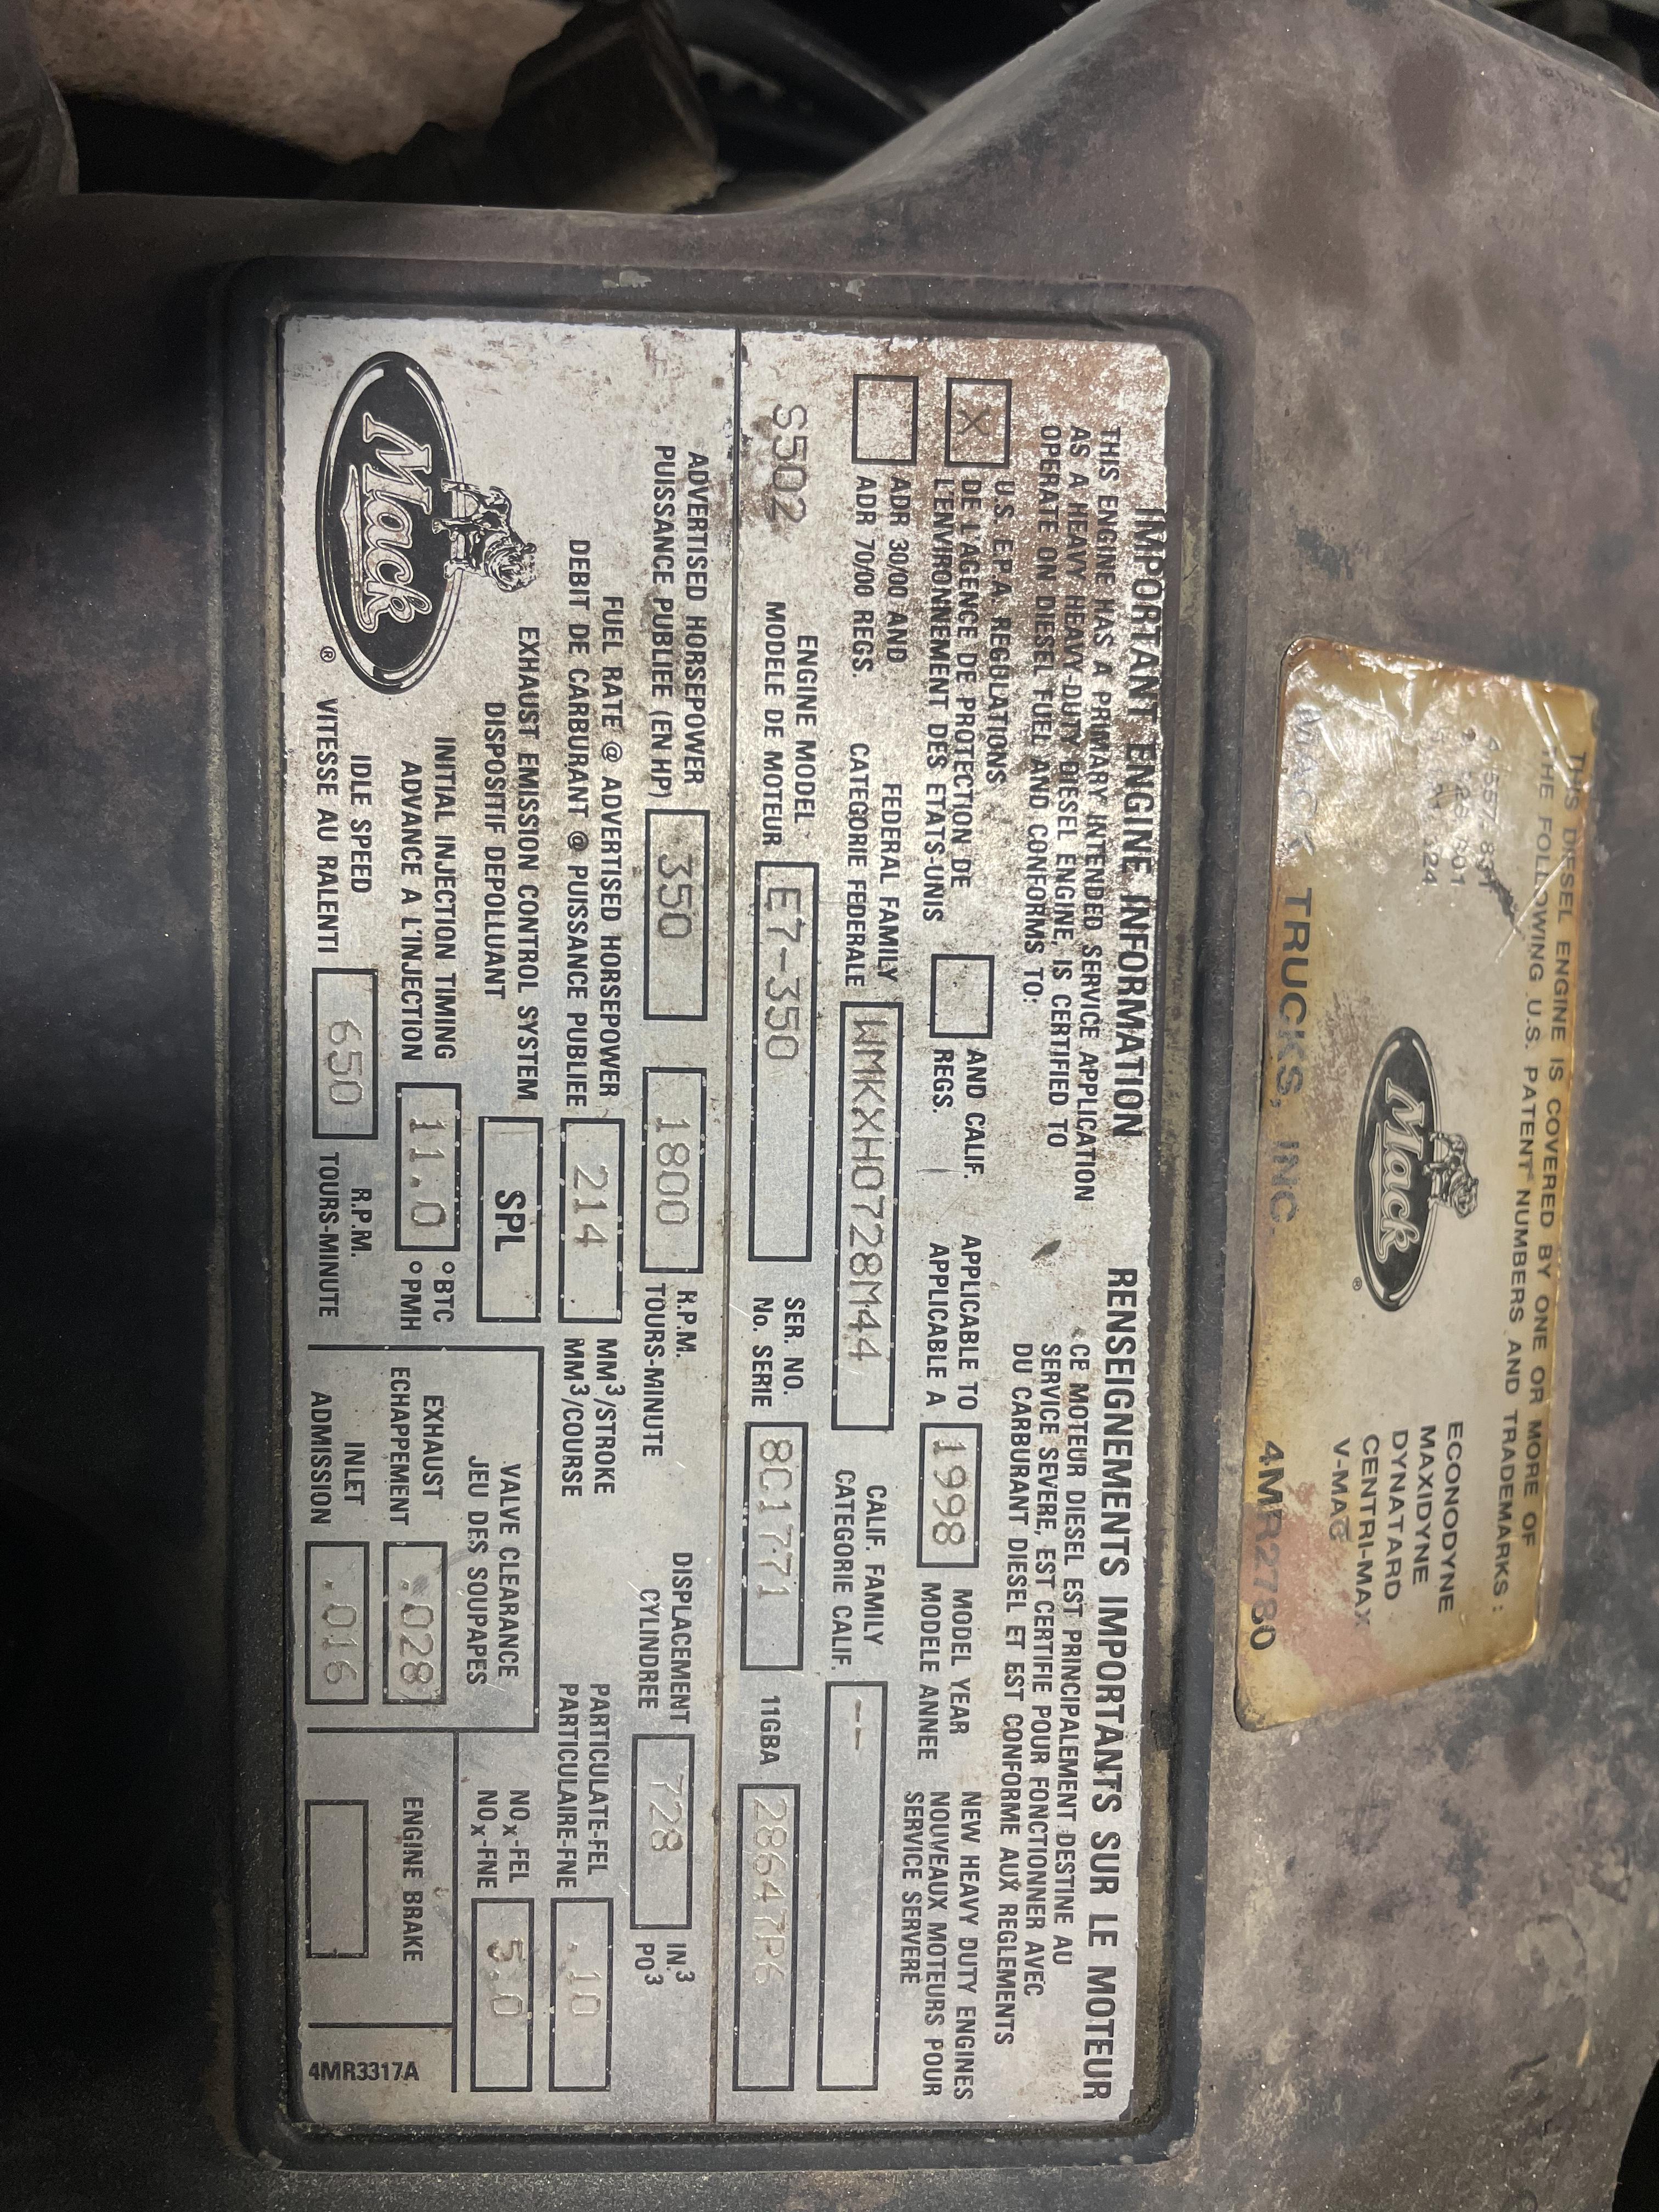 THIS DIESEL ENGINE IS COVERED BY ONE OR MORE OF
THE FOLLOWING U.S. PATENT NUMBERS AND TRADEMARKS:
Mack
®
ECONODYNE
MAXIDYNE
DYNATARD
CENTRI-MAX
V-MAC
MACK TRUCKS, INC. 4MR2780
IMPORTANT ENGINE INFORMATION
THIS ENGINE HAS A PRIMARY INTENDED SERVICE APPLICATION
AS A HEAVY HEAVY-DUTY DIESEL ENGINE, IS CERTIFIED TO
OPERATE ON DIESEL FUEL AND CONFORMS TO:
RENSEIGNEMENTS IMPORTANTS SUR LE MOTEUR
CE MOTEUR DIESEL EST PRINCIPALEMENT DESTINE AU
SERVICE SEVERE, EST CERTIFIE POUR FONCTIONNER AVEC
DU CARBURANT DIESEL ET EST CONFORME AUX REGLEMENTS
X U.S. E.P.A. REGULATIONS
DE L'AGENCE DE PROTECTION DE
L'ENVIRONNEMENT DES ETATS-UNIS
AND CALIF.
REGS.
APPLICABLE TO
APPLICABLE A
1998
MODEL YEAR
MODELE ANNEE
NEW HEAVY DUTY ENGINES
NOUVEAUX MOTEURS POUR
SERVICE SERVERE
ADR 30/00 AND
ADR 70/00 REGS.
FEDERAL FAMILY
CATEGORIE FEDERALE
WMKXH0728M44
CALIF. FAMILY
CATEGORIE CALIF.
--
S502
ENGINE MODEL
MODELE DE MOTEUR
E7-350
SER. NO.
No. SERIE
8C1771
11GBA
28647P6
ADVERTISED HORSEPOWER
PUISSANCE PUBLIEE (EN HP)
350
1800
R.P.M.
TOURS-MINUTE
DISPLACEMENT
CYLINDREE
728
IN.³
PO³
FUEL RATE @ ADVERTISED HORSEPOWER
DEBIT DE CARBURANT @ PUISSANCE PUBLIEE
214
MM³/STROKE
MM³/COURSE
PARTICULATE-FEL
PARTICULAIRE-FNE
.10
EXHAUST EMISSION CONTROL SYSTEM
DISPOSITIF DEPOLLUANT
SPL
VALVE CLEARANCE
JEU DES SOUPAPES
NOx-FEL
NOx-FNE
5.0
INITIAL INJECTION TIMING
ADVANCE A L'INJECTION
11.0
°BTC
°PMH
EXHAUST
ECHAPPEMENT
.028
ENGINE BRAKE
Mack
®
IDLE SPEED
VITESSE AU RALENTI
650
R.P.M.
TOURS-MINUTE
INLET
ADMISSION
.016
4MR3317A